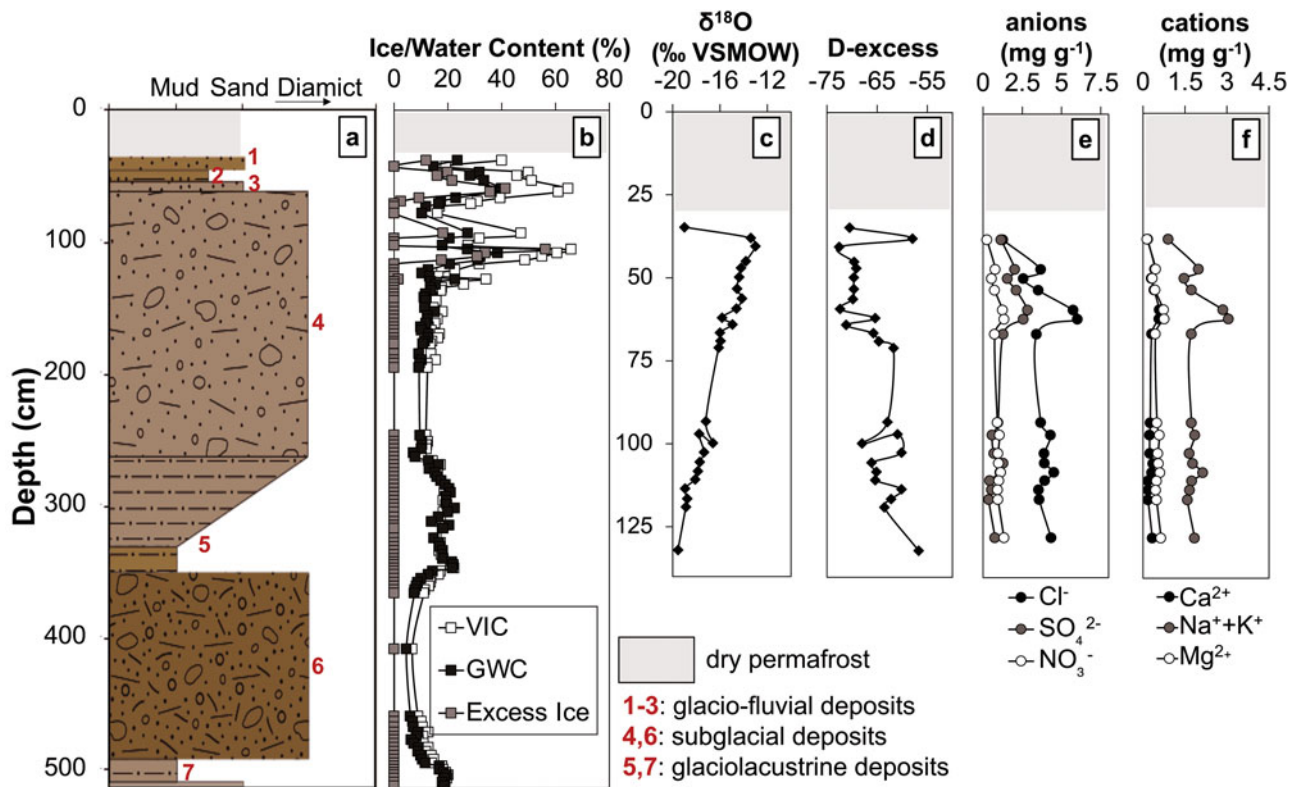 Ice/Water Content (%)
δ¹⁸O
(‰ VSMOW)
D-excess
anions
(mg g⁻¹)
cations
(mg g⁻¹)
Mud Sand Diamict
0 20 40 60 80
-20 -16 -12
-75 -65 -55
0 2.5 5 7.5
0 1.5 3 4.5
Depth (cm)
0
100
200
300
400
500
a
1
2
3
4
5
6
7
b
VIC
GWC
Excess Ice
0
25
50
75
100
125
c
d
e
f
Cl⁻
SO₄²⁻
NO₃⁻
Ca²⁺
Na⁺+K⁺
Mg²⁺
dry permafrost
1-3: glacio-fluvial deposits
4,6: subglacial deposits
5,7: glaciolacustrine deposits